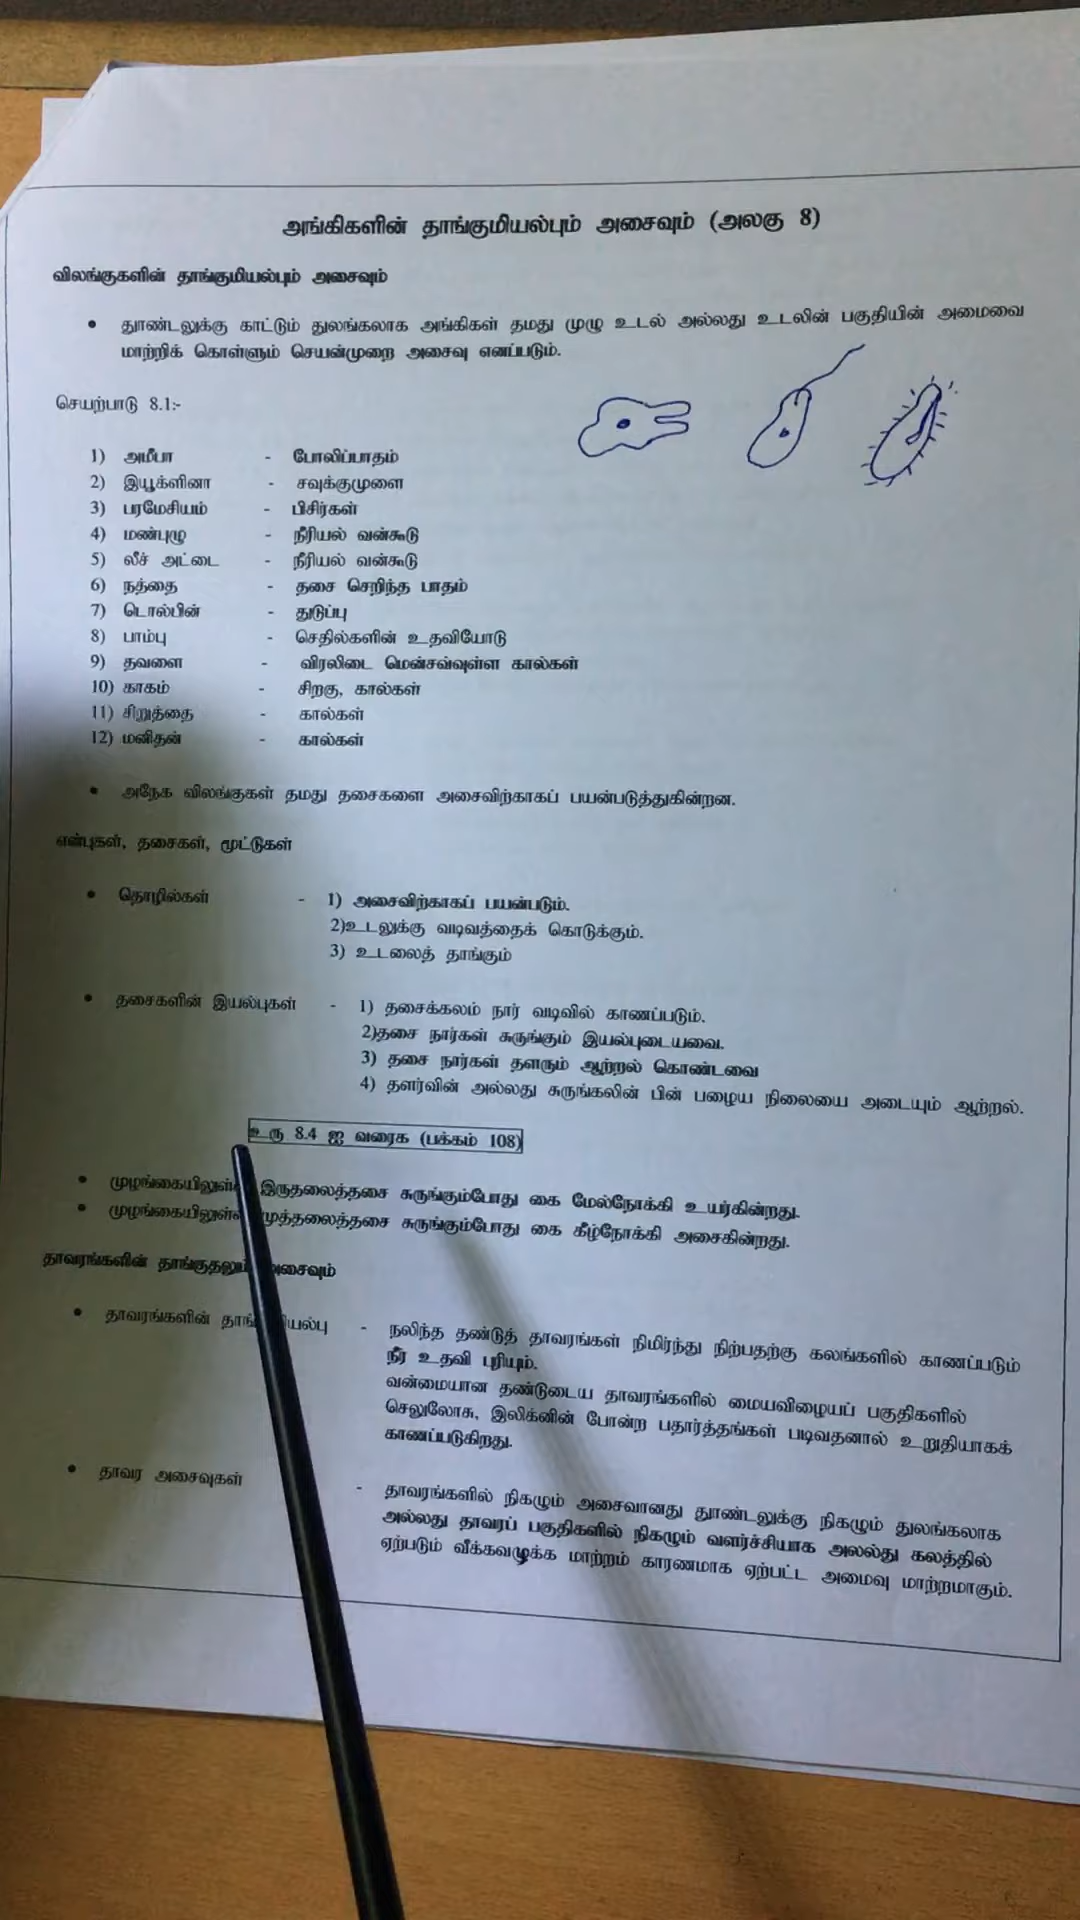 அங்கிகளின் தாங்குமியல்பும் அசைவும் (அலகு 8)
விலங்குகளின் தாங்குமியல்பும் அசைவும்
• தூண்டலுக்கு காட்டும் துலங்கலாக அங்கிகள் தமது முழு உடல் அல்லது உடலின் பகுதியின் அமைவை
மாற்றிக் கொள்ளும் செயன்முறை அசைவு எனப்படும்.
செயற்பாடு 8.1:-
1) அமீபா - போலிப்பாதம்
2) இயூக்ளினா - சவுக்குமுளை
3) பரமேசியம் - பிசிர்கள்
4) மண்புழு - நீரியல் வன்கூடு
5) லீச் அட்டை - நீரியல் வன்கூடு
6) நத்தை - தசை செறிந்த பாதம்
7) டொல்பின் - துடுப்பு
8) பாம்பு - செதில்களின் உதவியோடு
9) தவளை - விரலிடை மென்சவ்வுள்ள கால்கள்
10) காகம் - சிறகு, கால்கள்
11) சிறுத்தை - கால்கள்
12) மனிதன் - கால்கள்
• அநேக விலங்குகள் தமது தசைகளை அசைவிற்காகப் பயன்படுத்துகின்றன.
என்புகள், தசைகள், மூட்டுகள்
• தொழில்கள் - 1) அசைவிற்காகப் பயன்படும்.
2)உடலுக்கு வடிவத்தைக் கொடுக்கும்.
3) உடலைத் தாங்கும்
• தசைகளின் இயல்புகள் - 1) தசைக்கலம் நார் வடிவில் காணப்படும்.
2)தசை நார்கள் சுருங்கும் இயல்புடையவை.
3) தசை நார்கள் தளரும் ஆற்றல் கொண்டவை
4) தளர்வின் அல்லது சுருங்கலின் பின் பழைய நிலையை அடையும் ஆற்றல்.
உரு 8.4 ஐ வரைக (பக்கம் 108)
• இருதலைத்தசை சுருங்கும்போது கை மேல்நோக்கி உயர்கின்றது.
• முத்தலைத்தசை சுருங்கும்போது கை கீழ்நோக்கி அசைகின்றது.
தாவரங்களின் தாங்குதலும் அசைவும்
• தாவரங்களின் - நலிந்த தண்டுத் தாவரங்கள் நிமிர்ந்து நிற்பதற்கு கலங்களில் காணப்படும்
நீர் உதவி புரியும்.
வன்மையான தண்டுடைய தாவரங்களில் மையவிழையப் பகுதிகளில்
செலுலோசு, இலிக்னின் போன்ற பதார்த்தங்கள் படிவதனால் உறுதியாகக்
காணப்படுகிறது.
• தாவர அசைவுகள் - தாவரங்களில் நிகழும் அசைவானது தூண்டலுக்கு நிகழும் துலங்கலாக
அல்லது தாவரப் பகுதிகளில் நிகழும் வளர்ச்சியாக அலல்து கலத்தில்
ஏற்படும் வீக்கவழுக்க மாற்றம் காரணமாக ஏற்பட்ட அமைவு மாற்றமாகும்.